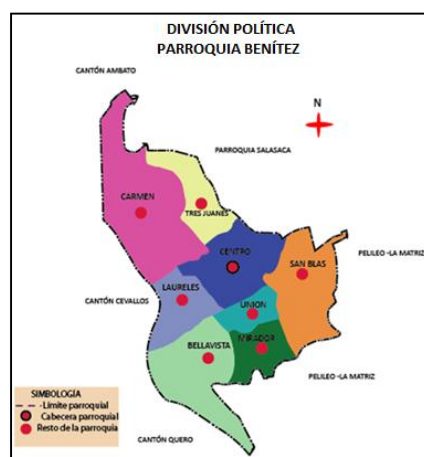 DIVISIÓN POLÍTICA
PARROQUIA BENÍTEZ
CANTÓN AMBATO
N
PARROQUIA SALASACA
CARMEN
TRES JUANES
CENTRO
SAN BLAS
PELILEO -LA MATRIZ
LAURELES
CANTÓN CEVALLOS
UNION
MIRADOR
BELLAVISTA
PELILEO -LA MATRIZ
SIMBOLOGÍA
Límite parroquial
Cabecera parroquial
Resto de la parroquia
CANTÓN QUERO